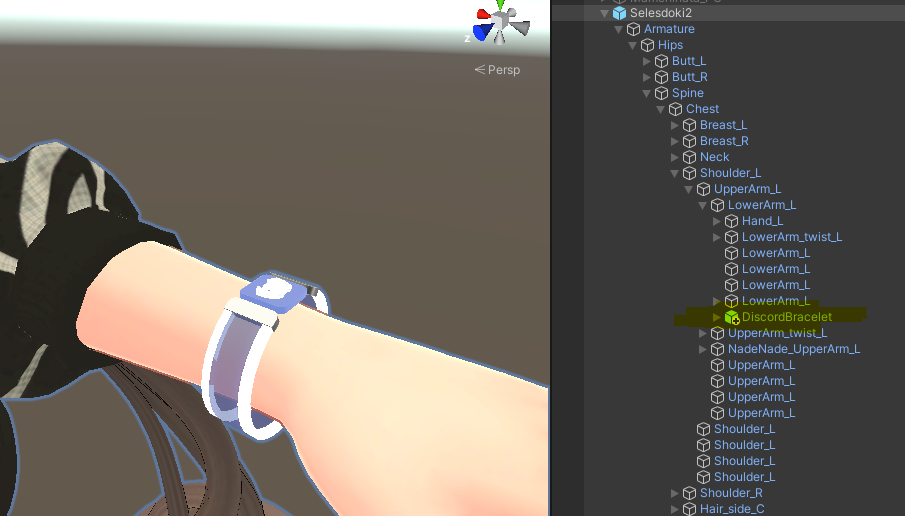 Selesdoki2
Armature
Hips
Butt_L
Butt_R
Spine
Chest
Breast_L
Breast_R
Neck
Shoulder_L
UpperArm_L
LowerArm_L
Hand_L
LowerArm_twist_L
LowerArm_L
LowerArm_L
LowerArm_L
LowerArm_L
DiscordBracelet
UpperArm_twist_L
NadeNade_UpperArm_L
UpperArm_L
UpperArm_L
UpperArm_L
UpperArm_L
Shoulder_L
Shoulder_L
Shoulder_L
Shoulder_L
Shoulder_R
Hair_side_C
z
Persp